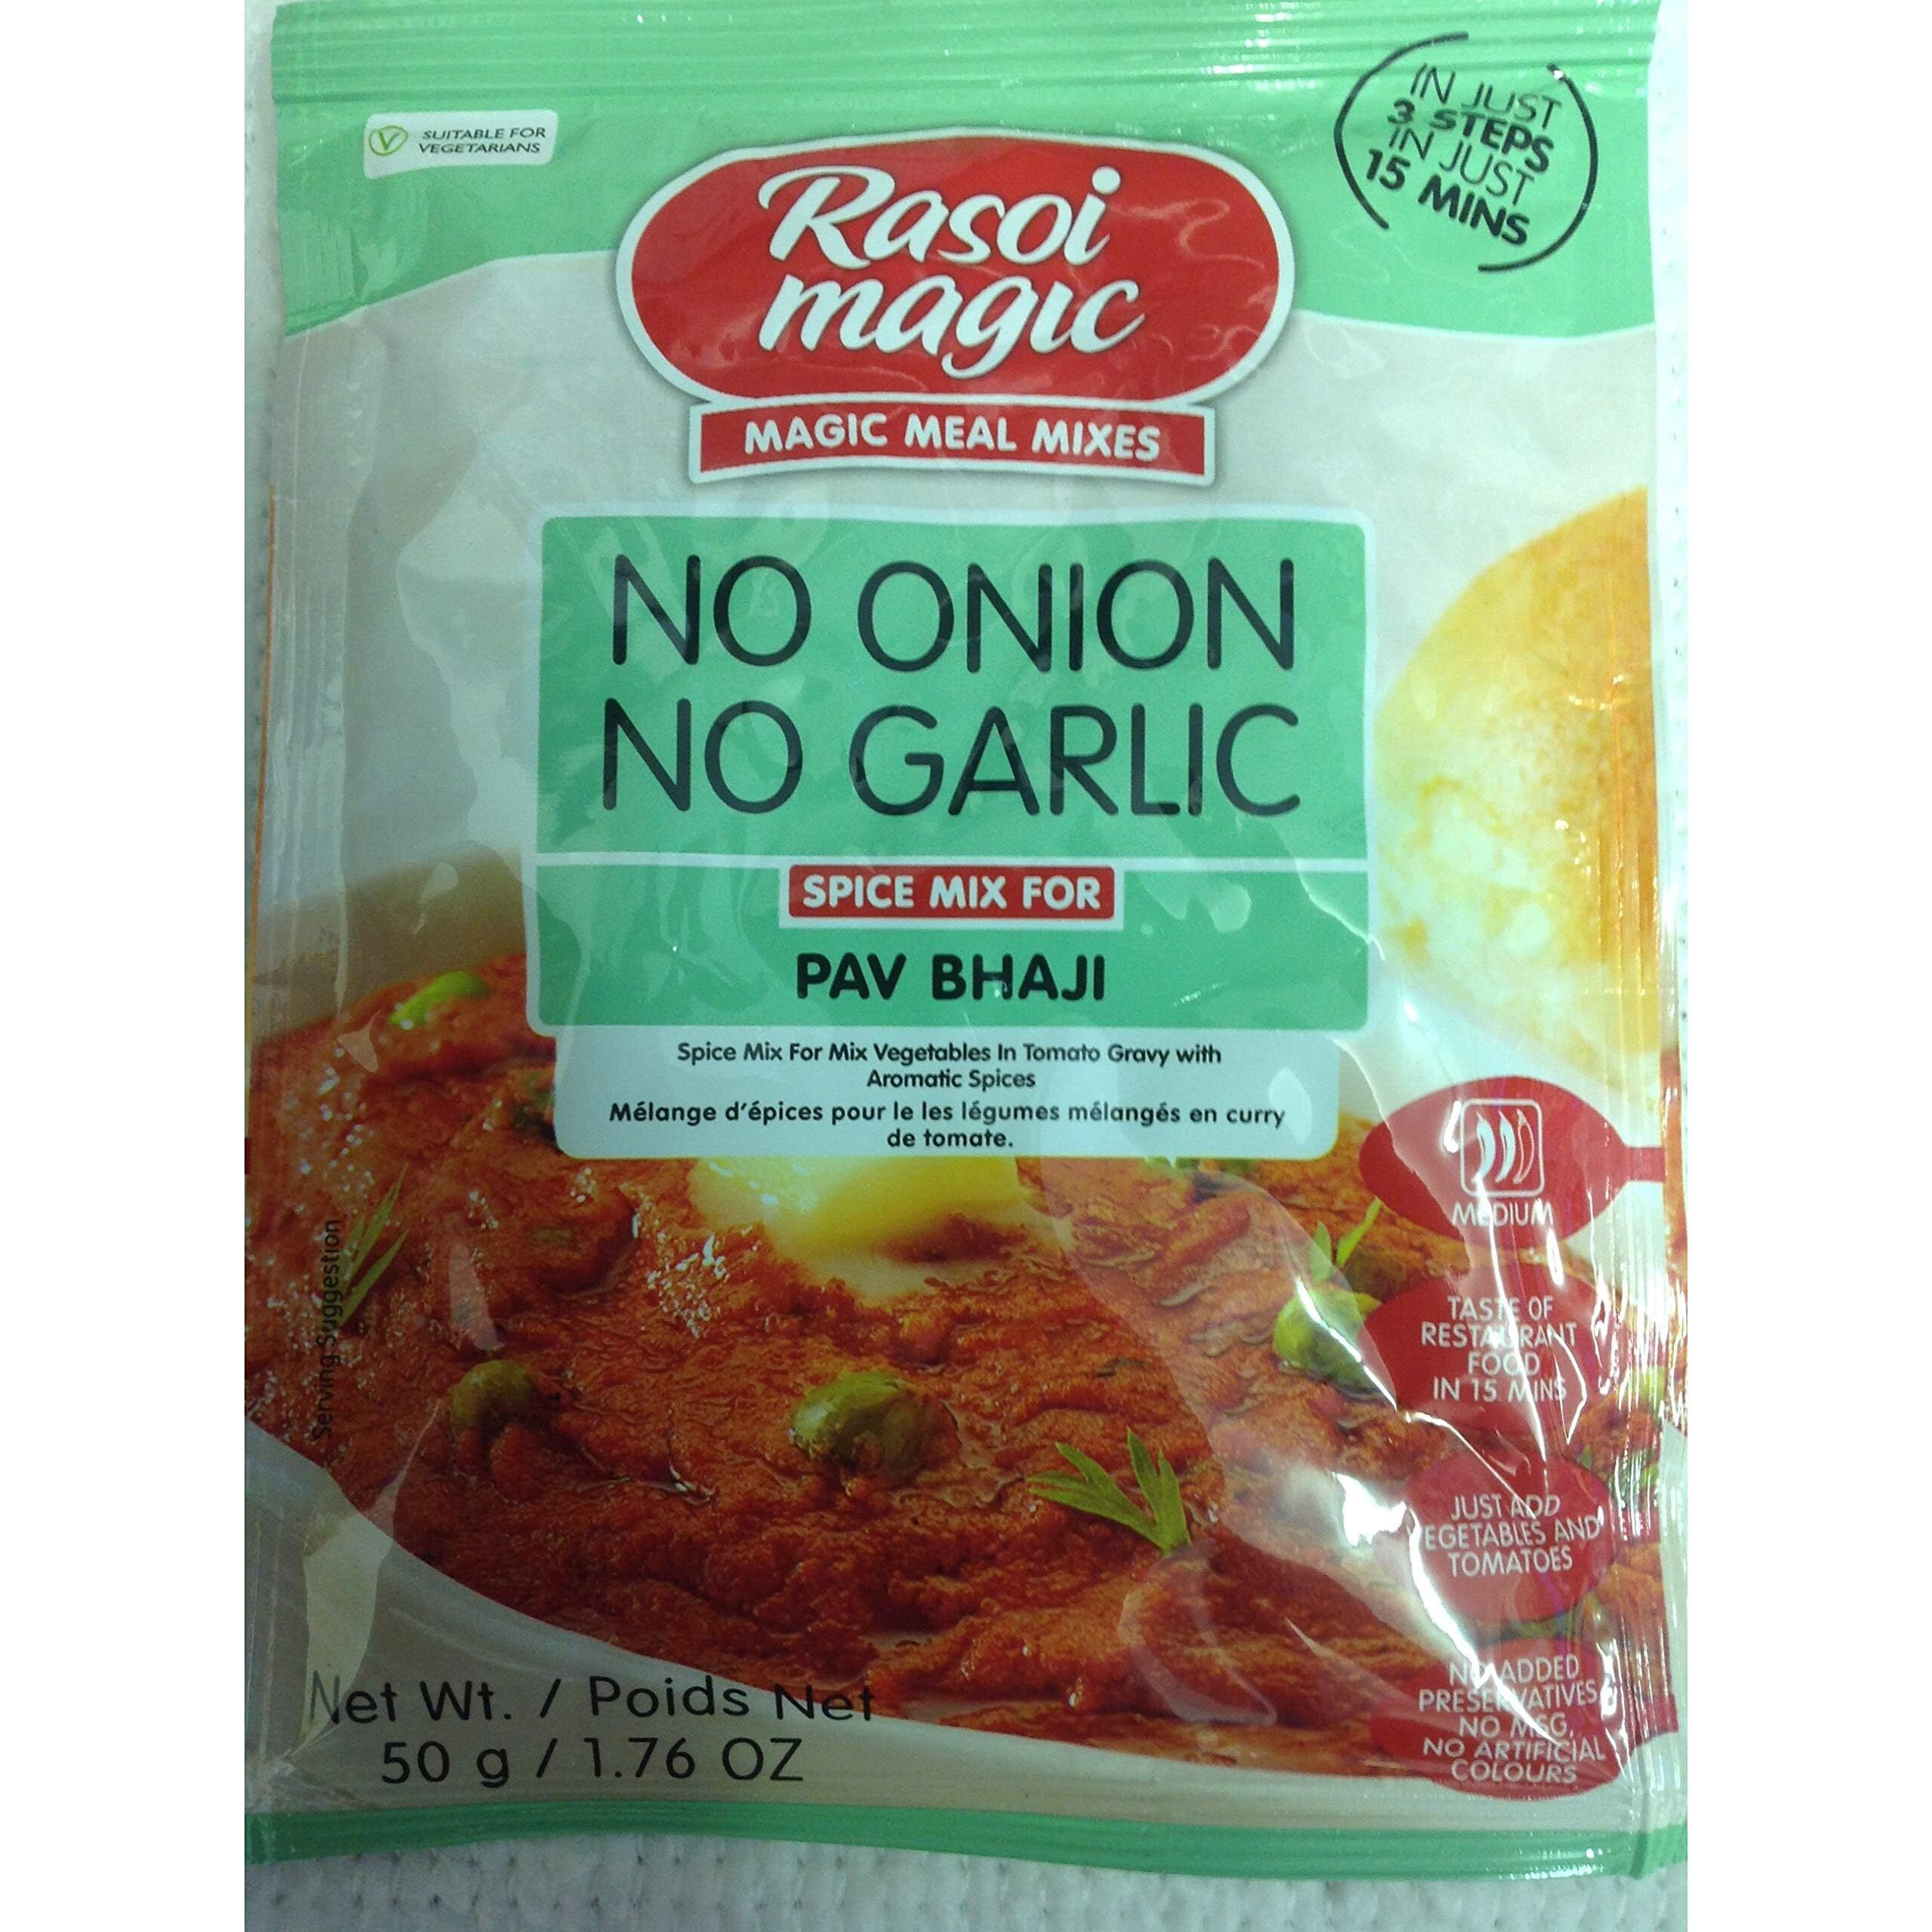 SUITABLE FOR
VEGETARIANS
IN JUST
3 STEPS
IN JUST
15 MINS
Rasoi
magic
MAGIC MEAL MIXES
NO ONION
NO GARLIC
SPICE MIX FOR
PAV BHAJI
Spice Mix For Mix Vegetables In Tomato Gravy with
Aromatic Spices
Mélange d'épices pour le les légumes mélangés en curry
de tomate.
MEDIUM
TASTE OF
RESTAURANT
FOOD
IN 15 MINS
JUST ADD
VEGETABLES AND
TOMATOES
NO ADDED
PRESERVATIVES,
NO MSG,
NO ARTIFICIAL
COLOURS
Serving Suggestion
Net Wt. / Poids Net
50 g / 1.76 OZ